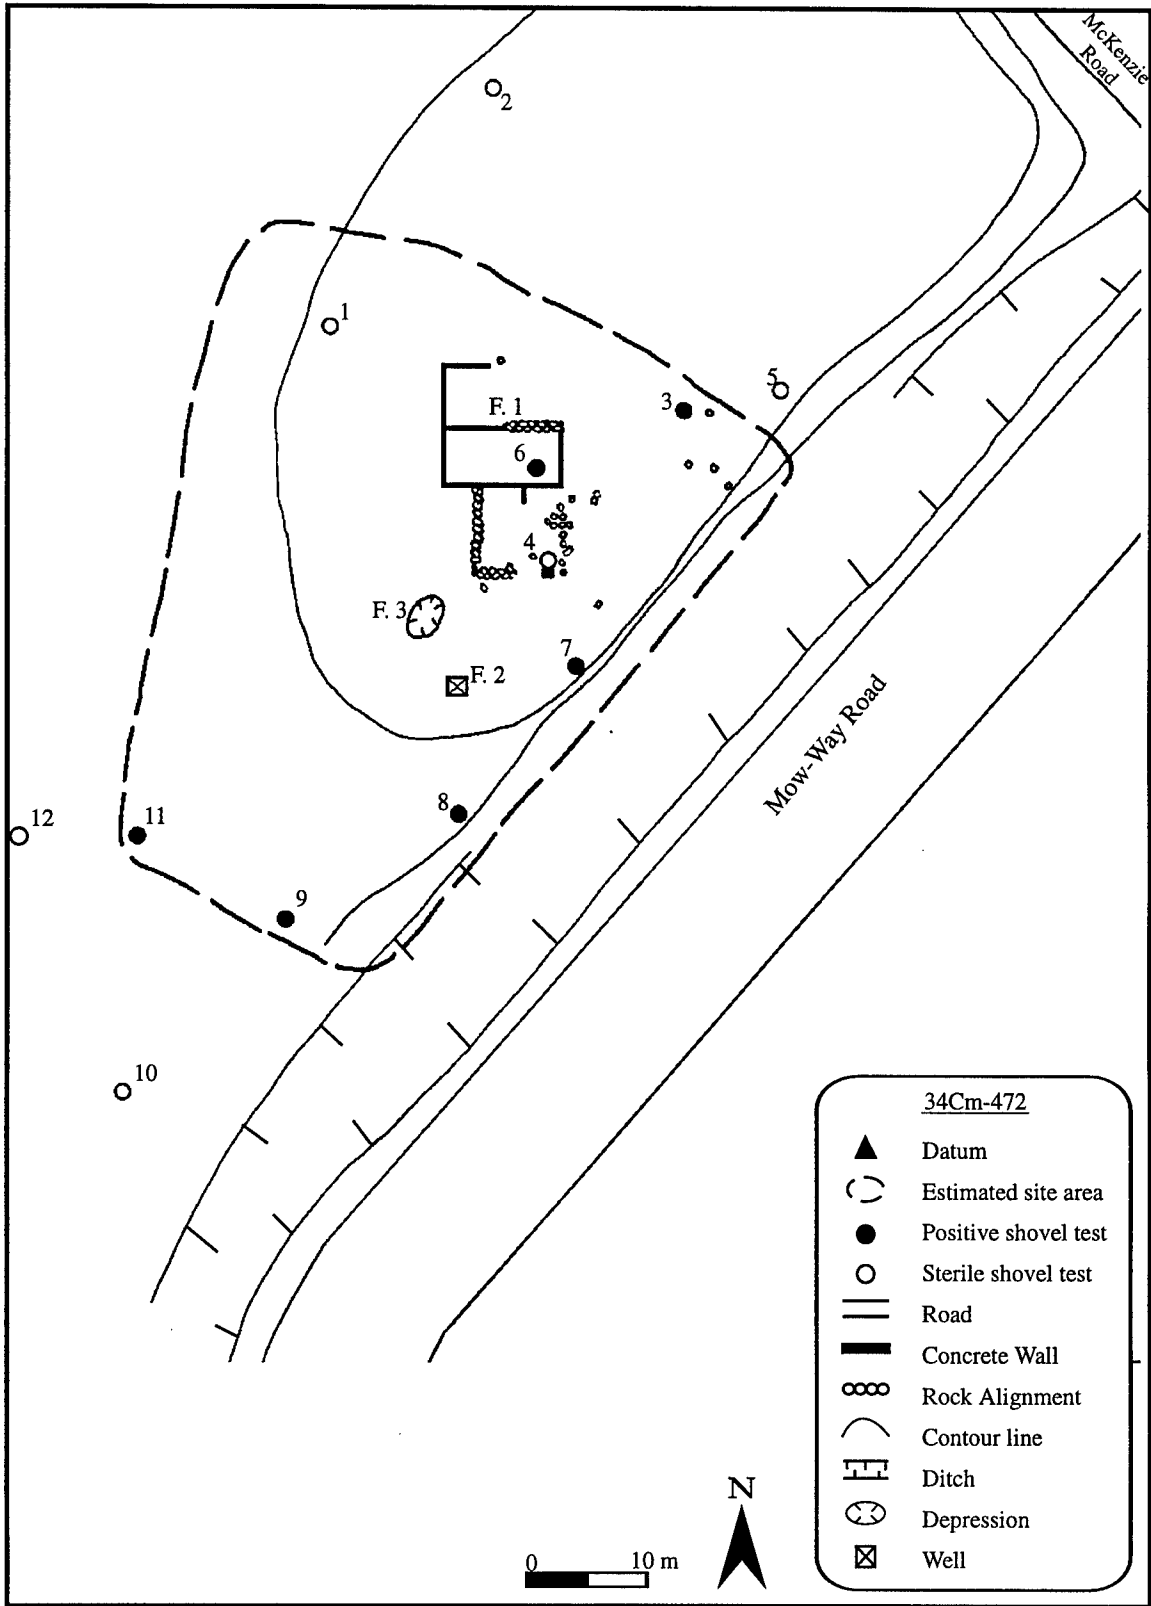 McKenzie
Road
2
1
5
3
F. 1
6
4
F. 3
7
F. 2
Mow-Way Road
8
12
11
9
10
34Cm-472
Datum
Estimated site area
Positive shovel test
Sterile shovel test
Road
Concrete Wall
Rock Alignment
Contour line
Ditch
Depression
Well
N
0 10 m